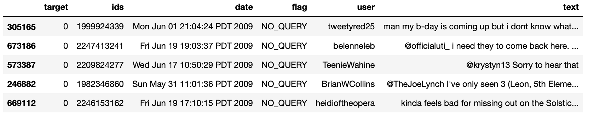 target ids date flag user text
305165 0 1999924339 Mon Jun 01 21:04:24 PDT 2009 NO_QUERY tweetyred25 man my b-day is coming up but i dont know what...
673186 0 2247413241 Fri Jun 19 19:03:37 PDT 2009 NO_QUERY belenneleb @officialuti_ i need they to come back here. ...
573387 0 2209824277 Wed Jun 17 10:50:29 PDT 2009 NO_QUERY TeenieWahine @krystyn13 Sorry to hear that
246882 0 1982346860 Sun May 31 11:01:36 PDT 2009 NO_QUERY BrianWCollins @TheJoeLynch I've only seen 3 (Leon, 5th Eleme...
669112 0 2246153162 Fri Jun 19 17:10:15 PDT 2009 NO_QUERY heidioftheopera kinda feels bad for missing out on the Solstic...